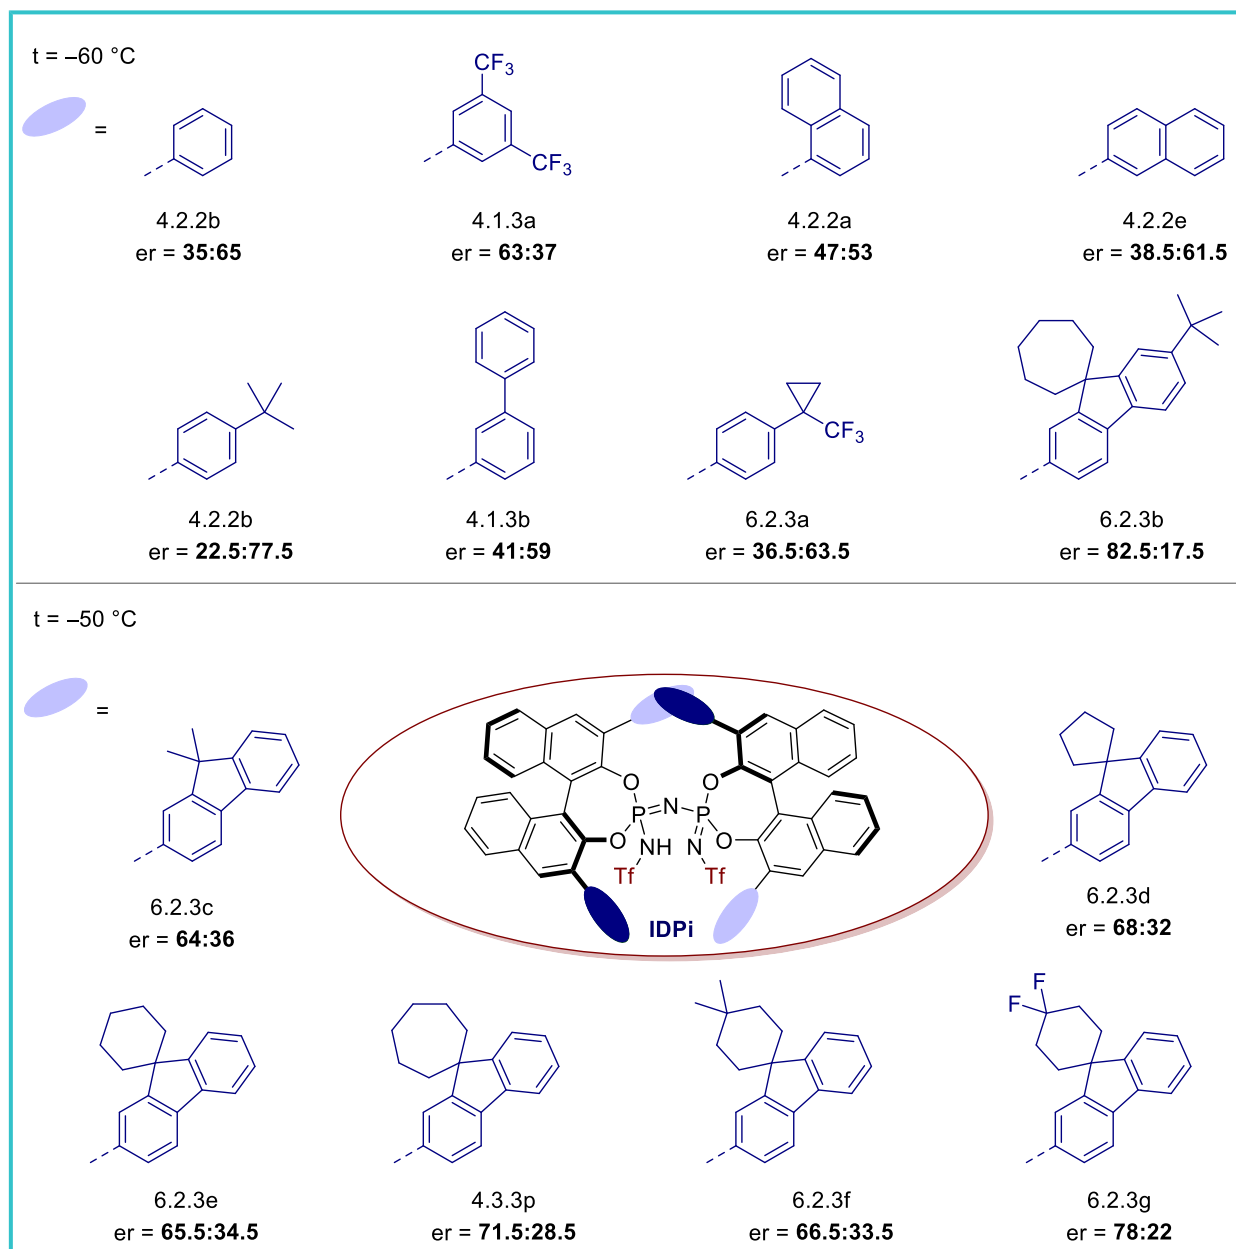 t = –60 °C
=
CF3
CF3
4.2.2b
er = 35:65
4.1.3a
er = 63:37
4.2.2a
er = 47:53
4.2.2e
er = 38.5:61.5
CF3
4.2.2b
er = 22.5:77.5
4.1.3b
er = 41:59
6.2.3a
er = 36.5:63.5
6.2.3b
er = 82.5:17.5
t = –50 °C
=
O
O
P
N
P
O
O
NH
N
Tf
Tf
IDPi
6.2.3c
er = 64:36
6.2.3d
er = 68:32
F
F
6.2.3e
er = 65.5:34.5
4.3.3p
er = 71.5:28.5
6.2.3f
er = 66.5:33.5
6.2.3g
er = 78:22